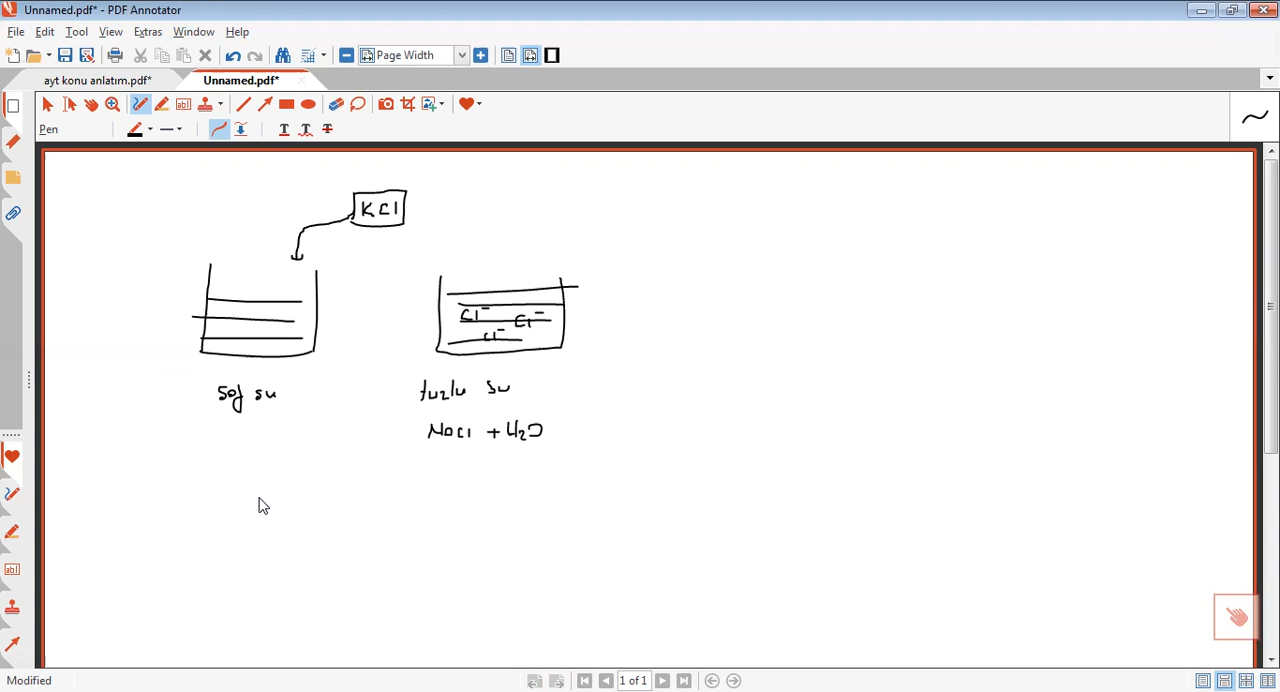 Unnamed.pdf* - PDF Annotator
File Edit Tool View Extras Window Help
Page Width
ayt konu anlatım.pdf* Unnamed.pdf*
Pen
KCl
Cl⁻ Cl⁻
Cl⁻
Saf su tuzlu su
NaCl + H₂O
Modified 1 of 1